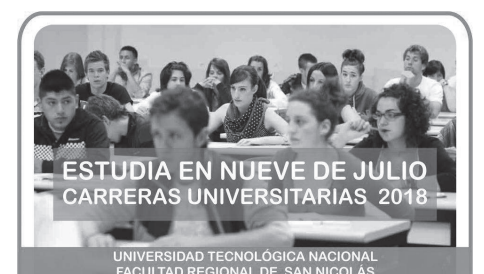 ESTUDIA EN NUEVE DE JULIO
CARRERAS UNIVERSITARIAS 2018
UNIVERSIDAD TECNOLÓGICA NACIONAL
FACULTAD REGIONAL DE SAN NICOLÁS